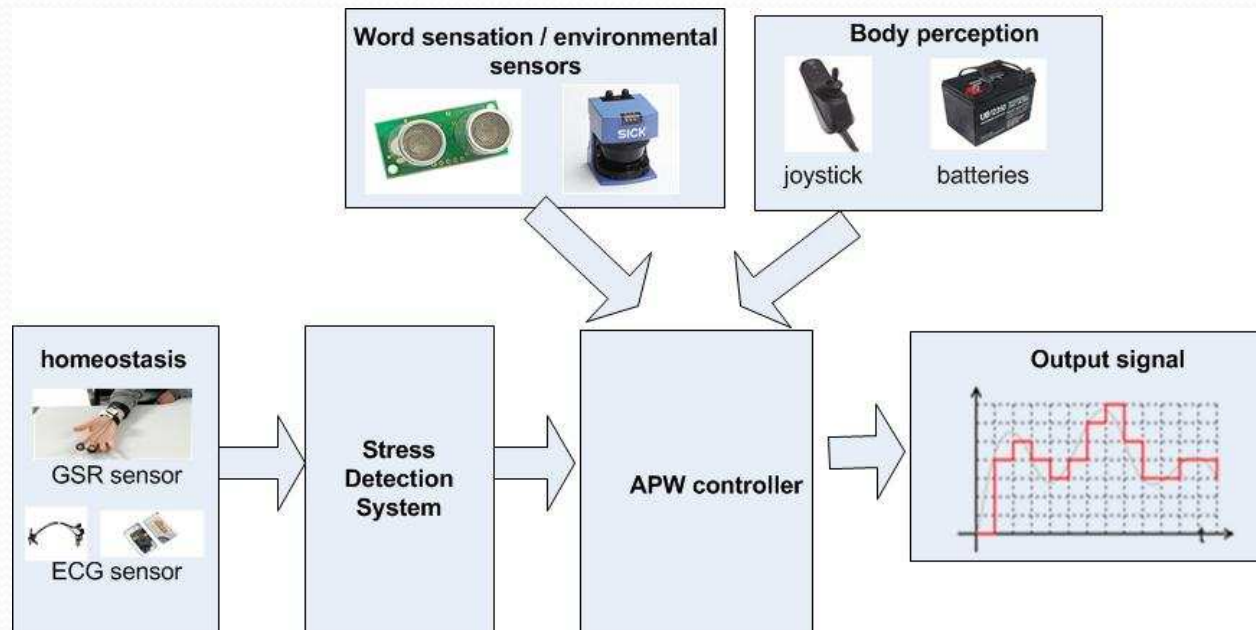 Word sensation / environmental
sensors
SICK
Body perception
UB12350
joystick
batteries
homeostasis
GSR sensor
ECG sensor
Stress
Detection
System
APW controller
Output signal
t